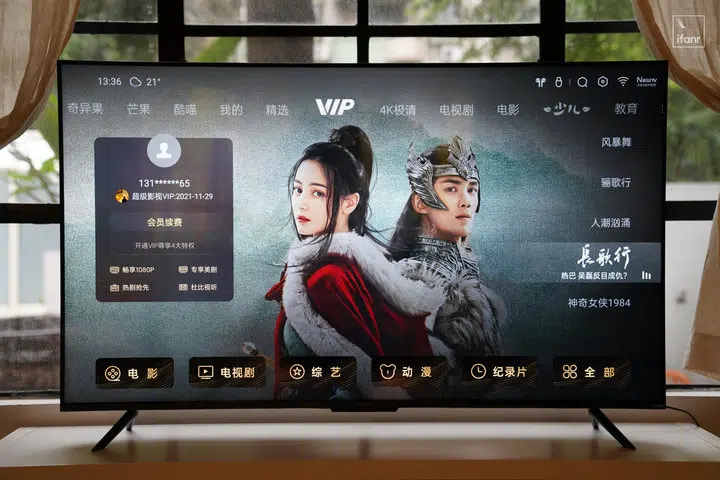 ifanr
13:36 21° Newtv
奇异果 芒果 酷喵 我的 精选 VIP 4K极清 电视剧 电影 少儿 教育
风暴舞
骊歌行
人潮汹涌
長歌行
热巴 吴磊反目成仇?
神奇女侠1984
131******65
超级影视VIP:2021-11-29
会员续费
开通VIP尊享4大特权
畅享1080P 专享美剧
热剧抢先 杜比视听
电影 电视剧 综艺 动漫 纪录片 全部